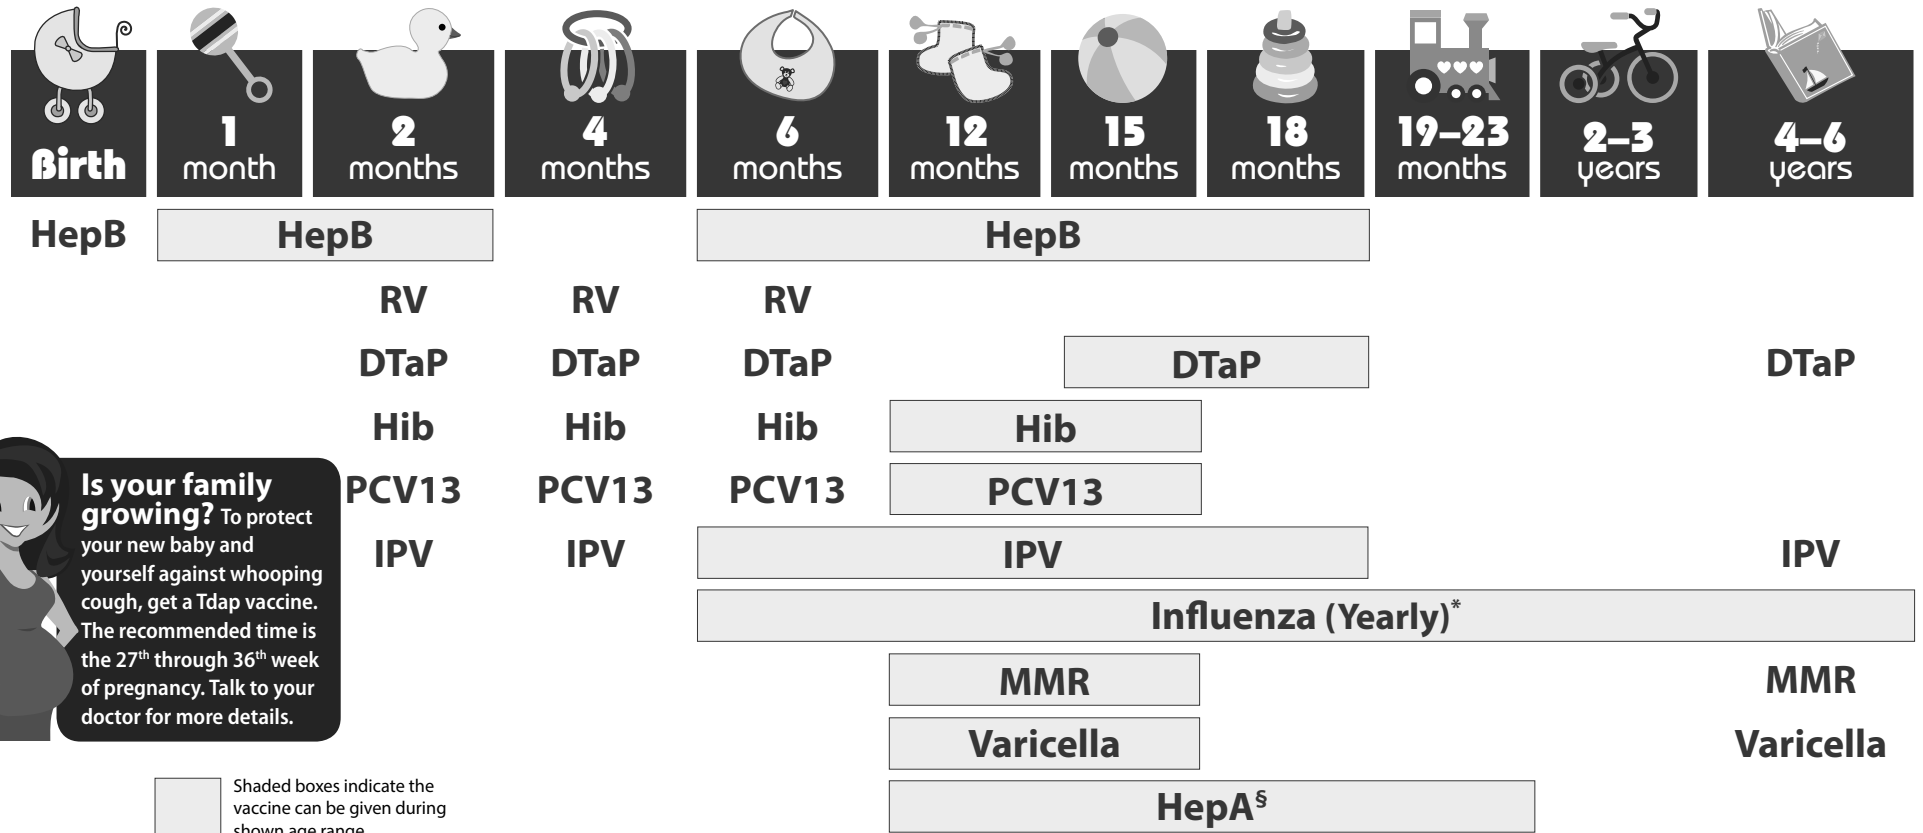 Birth
1
month
2
months
4
months
6
months
12
months
15
months
18
months
19–23
months
2–3
years
4–6
years
HepB HepB HepB
RV RV RV
DTaP DTaP DTaP DTaP DTaP
Hib Hib Hib Hib
PCV13 PCV13 PCV13 PCV13
IPV IPV IPV IPV
Influenza (Yearly)*
MMR MMR
Varicella Varicella
HepA§
Is your family
growing? To protect
your new baby and
yourself against whooping
cough, get a Tdap vaccine.
The recommended time is
the 27th through 36th week
of pregnancy. Talk to your
doctor for more details.
Shaded boxes indicate the
vaccine can be given during
shown age range.